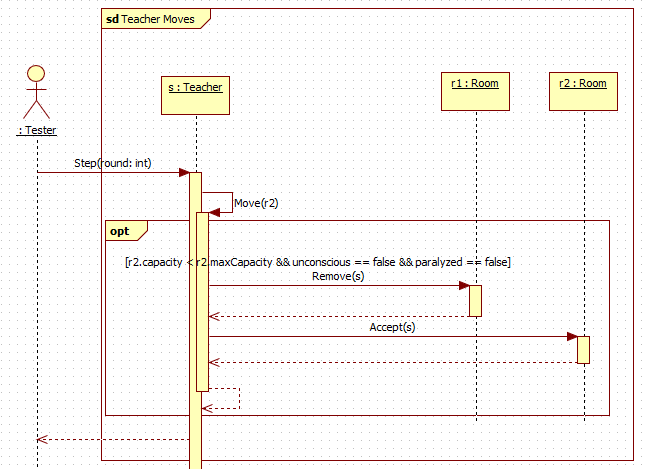 sd Teacher Moves
s : Teacher
r1 : Room
r2 : Room
: Tester
Step(round: int)
Move(r2)
opt
[r2.capacity < r2.maxCapacity && unconscious == false && paralyzed == false]
Remove(s)
Accept(s)